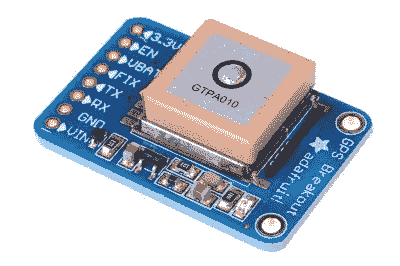 3.3V
EN
VBAT
FIX
TX
RX
GND
VIN
GTPA010
GPS Breakout
adafruit!